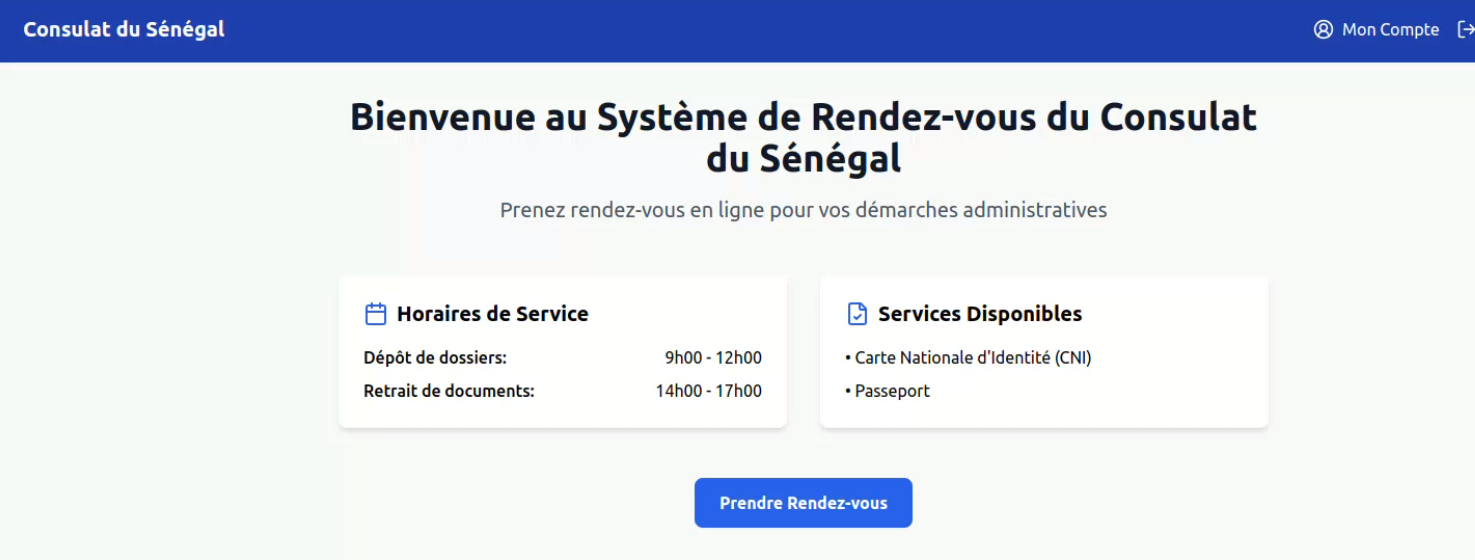 Consulat du Sénégal
Mon Compte
Bienvenue au Système de Rendez-vous du Consulat
du Sénégal
Prenez rendez-vous en ligne pour vos démarches administratives
Horaires de Service
Dépôt de dossiers: 9h00 - 12h00
Retrait de documents: 14h00 - 17h00
Services Disponibles
• Carte Nationale d'Identité (CNI)
• Passeport
Prendre Rendez-vous